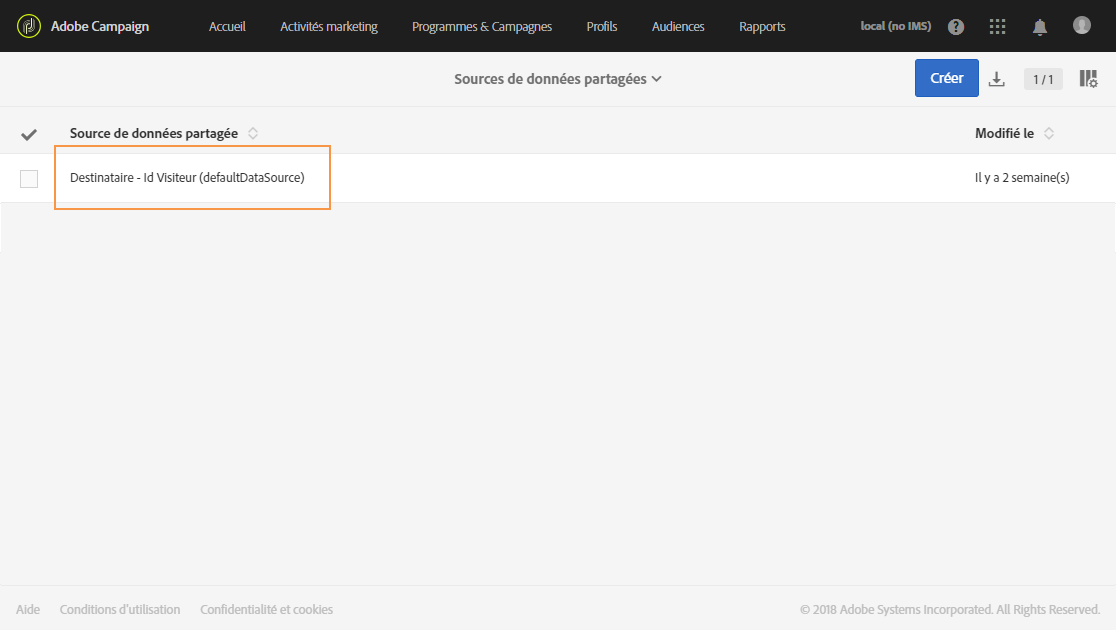 Adobe Campaign Accueil Activités marketing Programmes & Campagnes Profils Audiences Rapports local (no IMS) ?
Sources de données partagées Créer 1 / 1
Source de données partagée Modifié le
Destinataire - Id Visiteur (defaultDataSource) Il y a 2 semaine(s)
Aide Conditions d'utilisation Confidentialité et cookies © 2018 Adobe Systems Incorporated. All Rights Reserved.